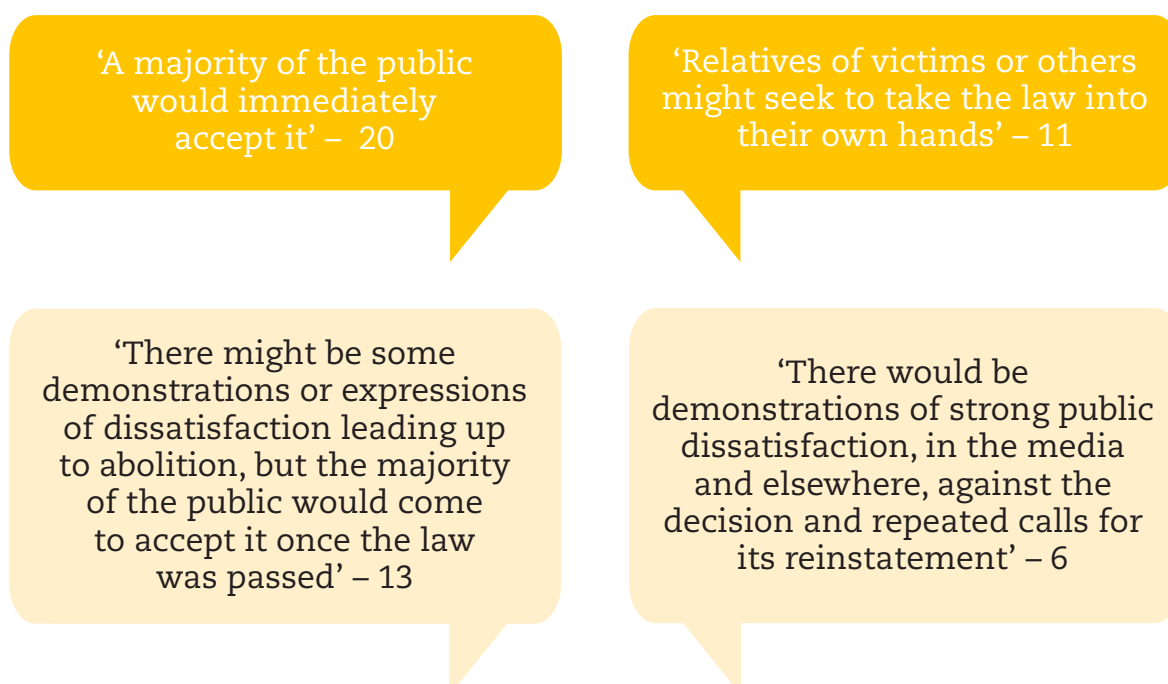 ‘A majority of the public
would immediately
accept it’ – 20
‘Relatives of victims or others
might seek to take the law into
their own hands’ – 11
‘There might be some
demonstrations or expressions
of dissatisfaction leading up
to abolition, but the majority
of the public would come
to accept it once the law
was passed’ – 13
‘There would be
demonstrations of strong public
dissatisfaction, in the media
and elsewhere, against the
decision and repeated calls for
its reinstatement’ – 6